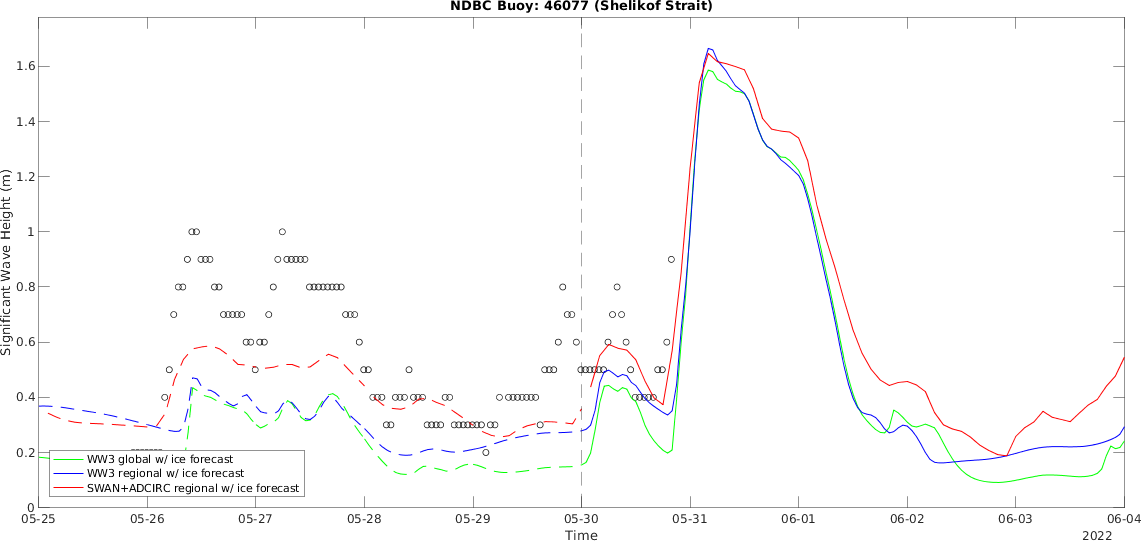 NDBC Buoy: 46077 (Shelikof Strait)
Significant Wave Height (m)
1.6
1.4
1.2
1
0.8
0.6
0.4
0.2
0
WW3 global w/ ice forecast
WW3 regional w/ ice forecast
SWAN+ADCIRC regional w/ ice forecast
05-25 05-26 05-27 05-28 05-29 05-30 05-31 06-01 06-02 06-03 06-04
Time
2022